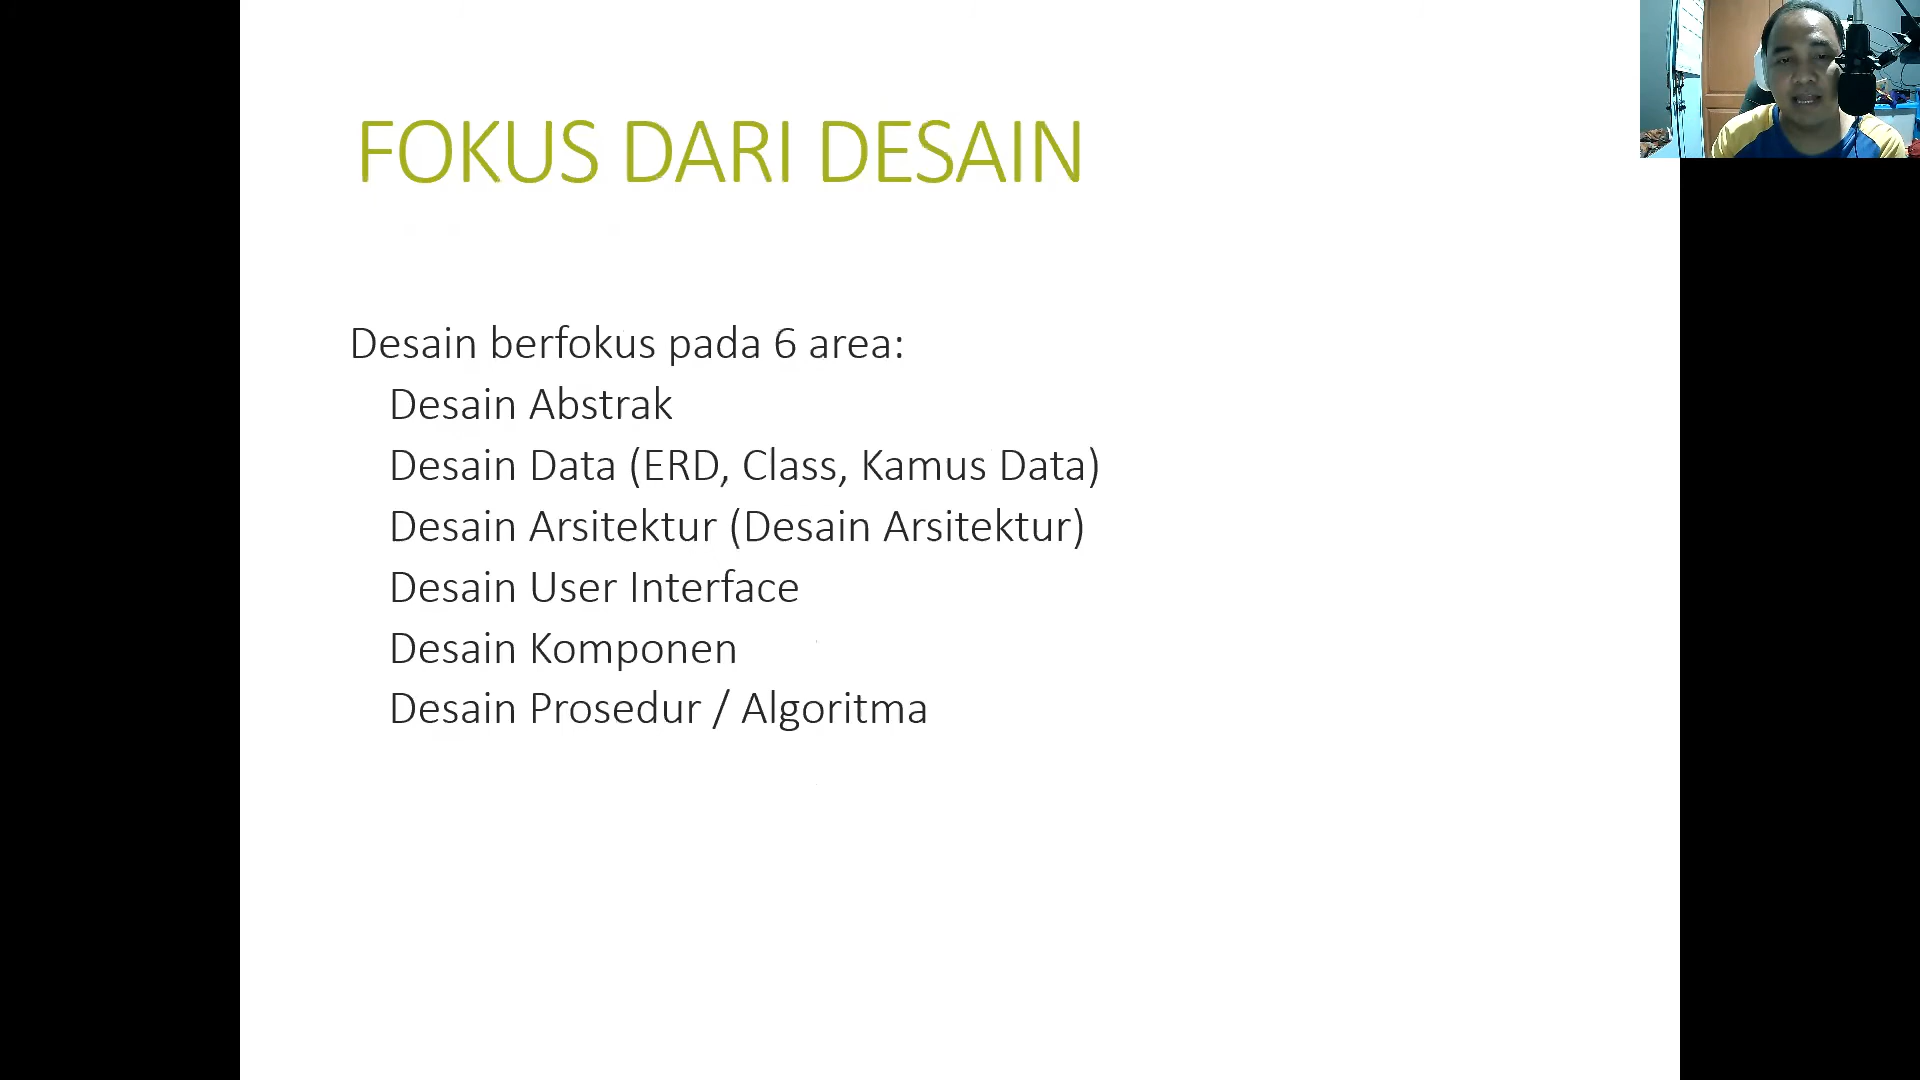 FOKUS DARI DESAIN
Desain berfokus pada 6 area:
Desain Abstrak
Desain Data (ERD, Class, Kamus Data)
Desain Arsitektur (Desain Arsitektur)
Desain User Interface
Desain Komponen
Desain Prosedur / Algoritma